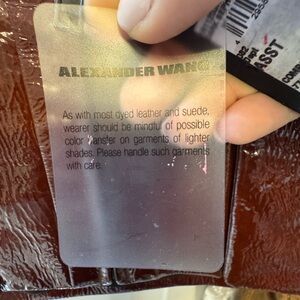 ALEXANDER WANG
As with most dyed leather and suede,
wearer should be mindful of possible
color transfer on garments of lighter
shades. Please handle such garments
with care.
ASST